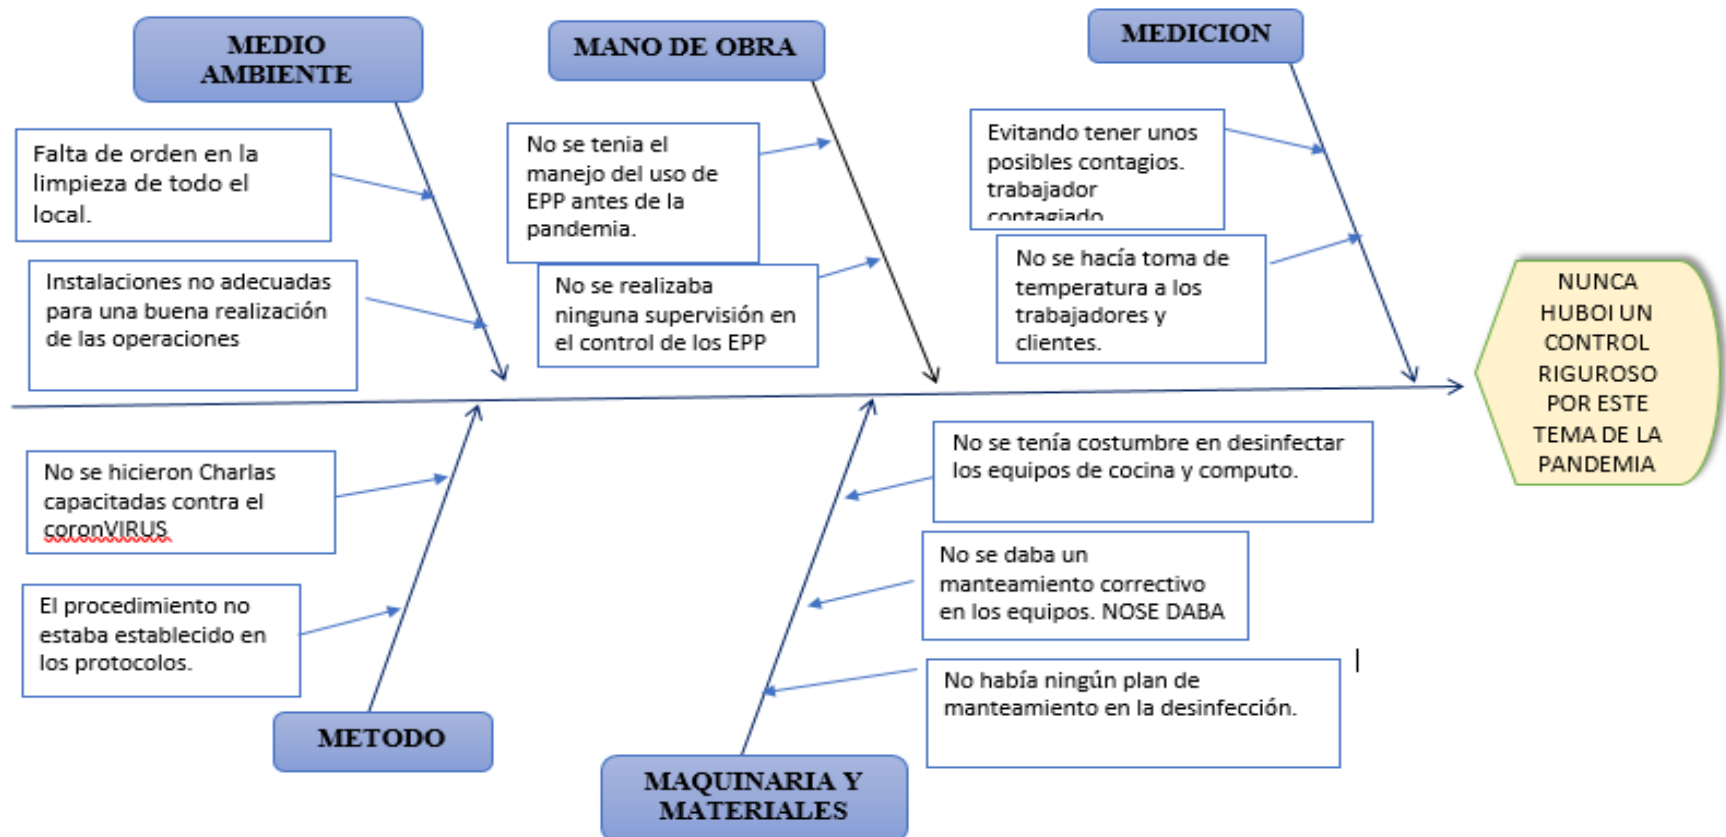 MEDIO
AMBIENTE
MANO DE OBRA
MEDICION
Falta de orden en la
limpieza de todo el
local.
Instalaciones no adecuadas
para una buena realización
de las operaciones
No se tenia el
manejo del uso de
EPP antes de la
pandemia.
No se realizaba
ninguna supervisión en
el control de los EPP
Evitando tener unos
posibles contagios.
trabajador
contagiado
No se hacía toma de
temperatura a los
trabajadores y
clientes.
NUNCA
HUBOI UN
CONTROL
RIGUROSO
POR ESTE
TEMA DE LA
PANDEMIA
No se hicieron Charlas
capacitadas contra el
coronVIRUS
El procedimiento no
estaba establecido en
los protocolos.
No se tenía costumbre en desinfectar
los equipos de cocina y computo.
No se daba un
manteamiento correctivo
en los equipos. NOSE DABA
No había ningún plan de
manteamiento en la desinfección.
METODO
MAQUINARIA Y
MATERIALES